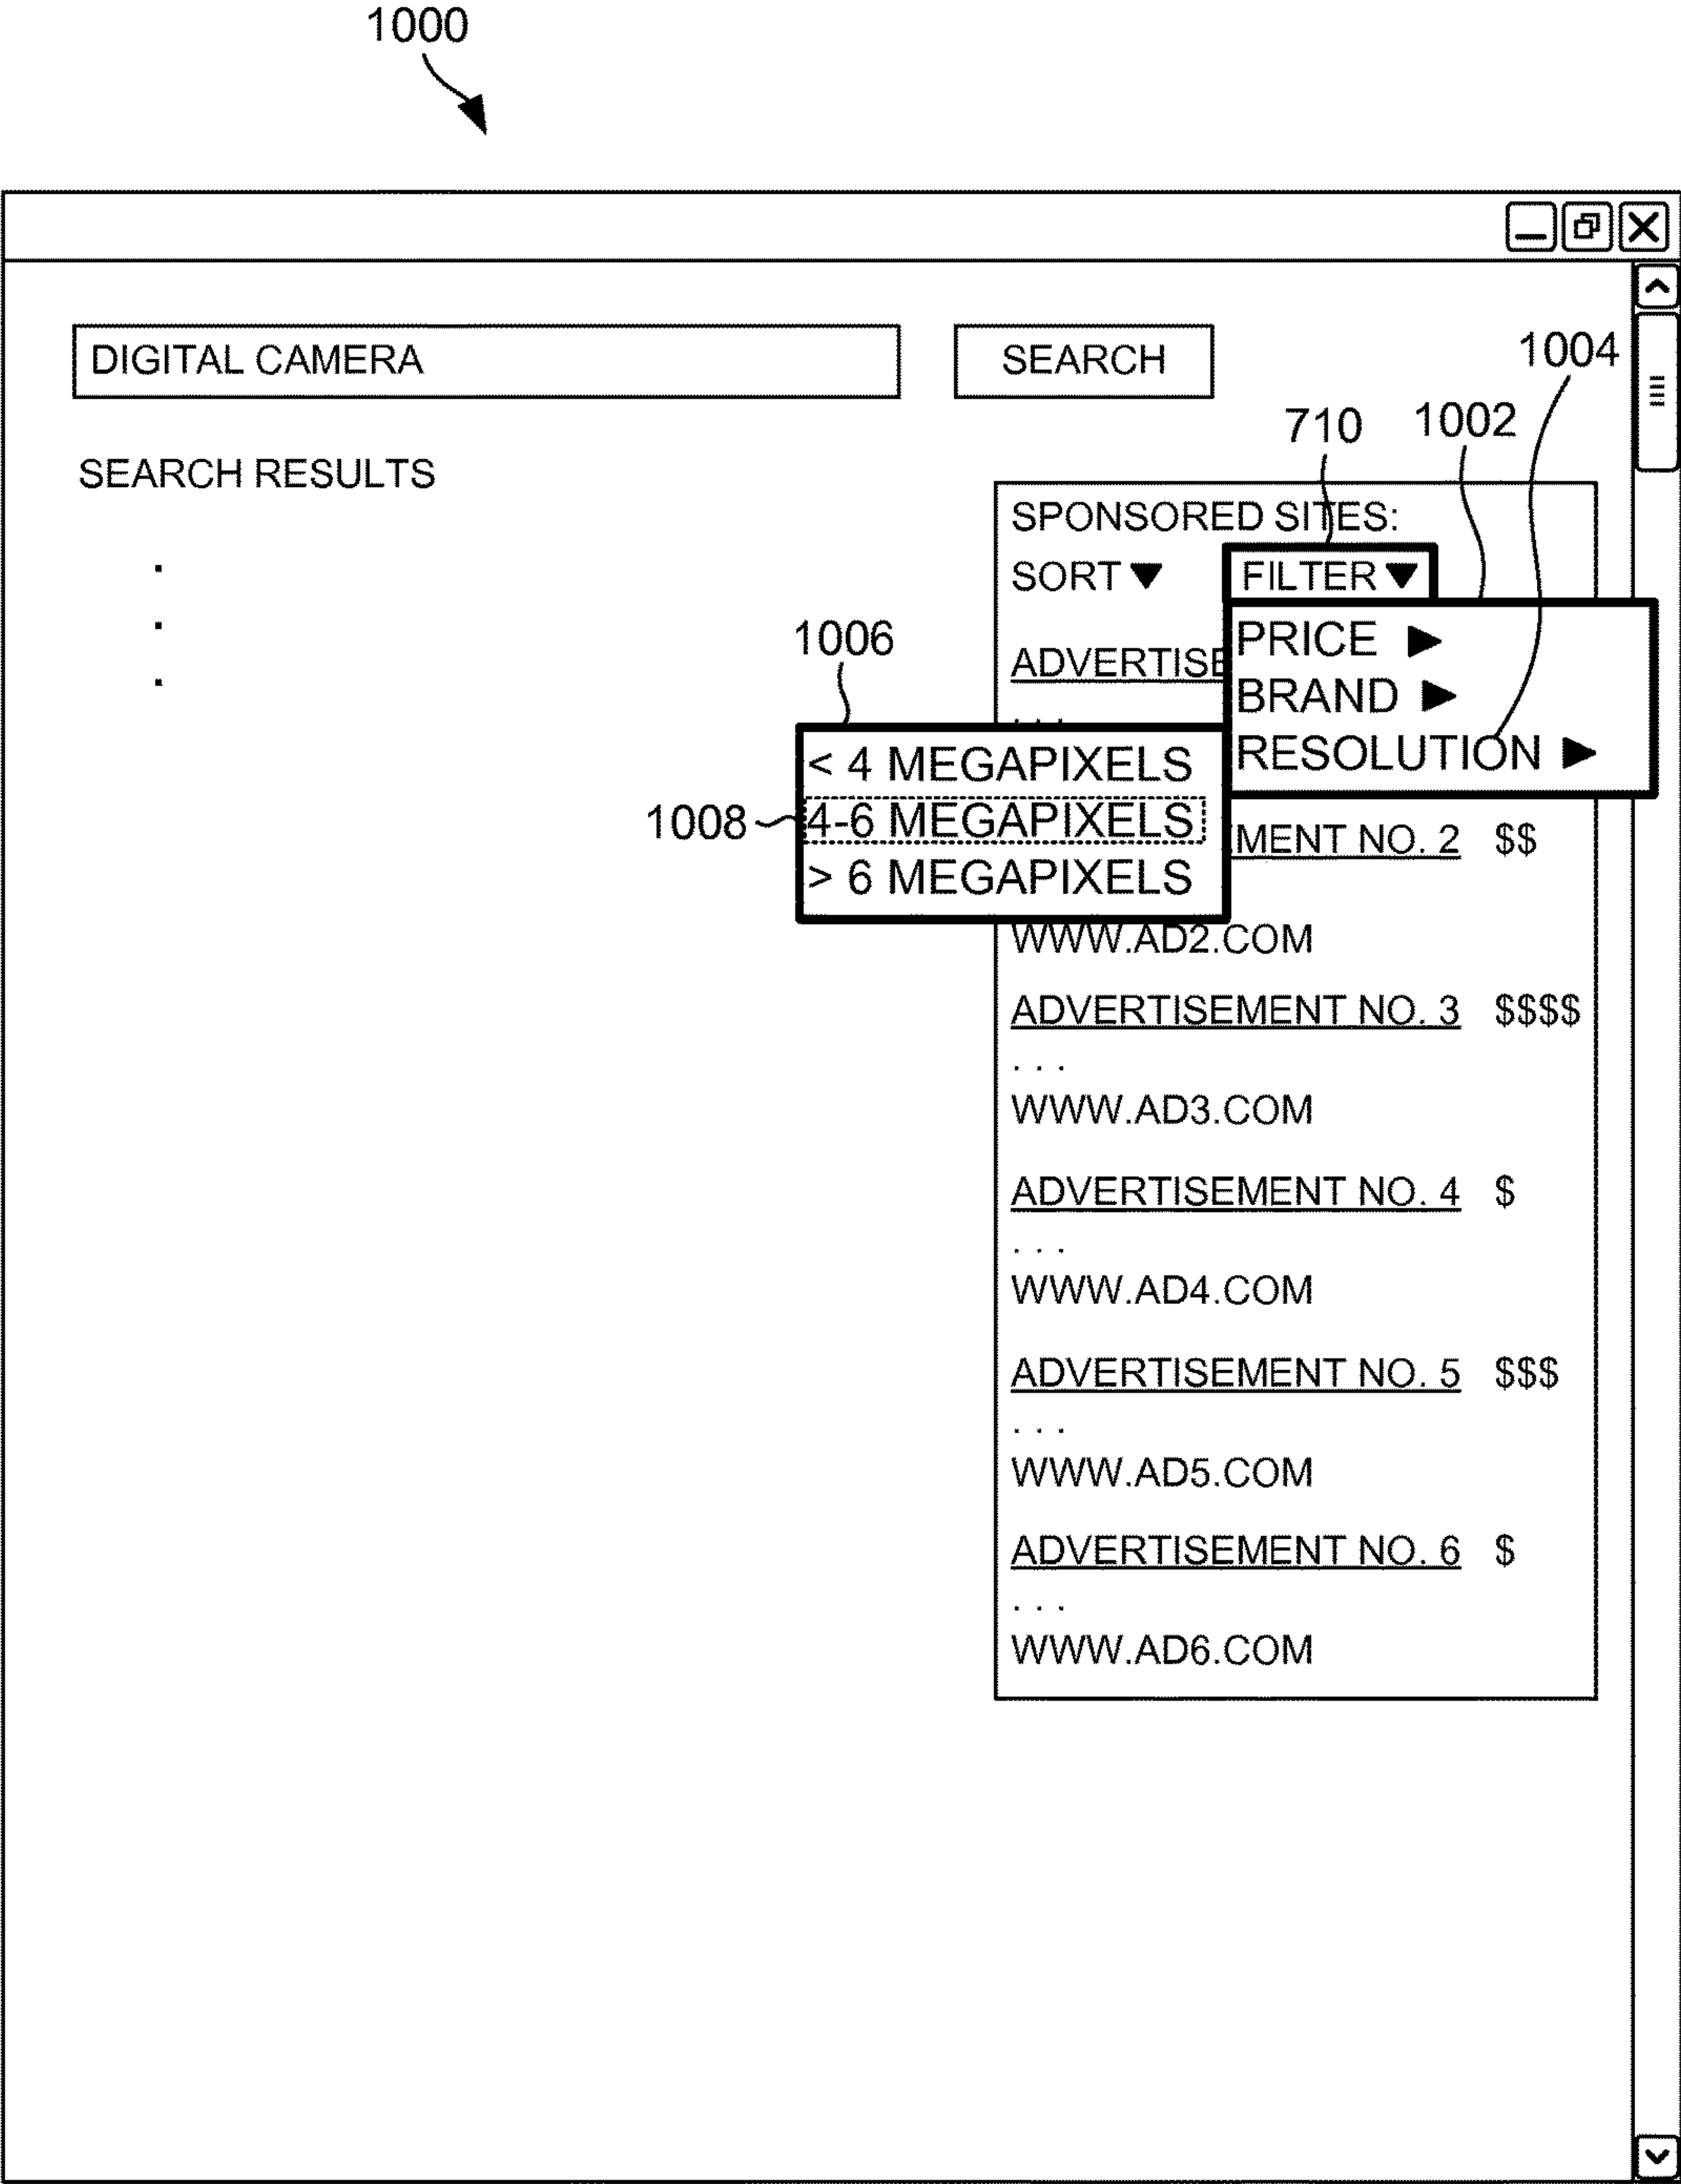 1000
DIGITAL CAMERA
SEARCH
1004
710
1002
SEARCH RESULTS
SPONSORED SITES:
SORT ▼
FILTER ▼
PRICE ►
BRAND ►
RESOLUTION ►
1006
< 4 MEGAPIXELS
1008
4-6 MEGAPIXELS
> 6 MEGAPIXELS
ADVERTISE
MENT NO. 2 $$
WWW.AD2.COM
ADVERTISEMENT NO. 3 $$$$
. . .
WWW.AD3.COM
ADVERTISEMENT NO. 4 $
. . .
WWW.AD4.COM
ADVERTISEMENT NO. 5 $$$
. . .
WWW.AD5.COM
ADVERTISEMENT NO. 6 $
. . .
WWW.AD6.COM